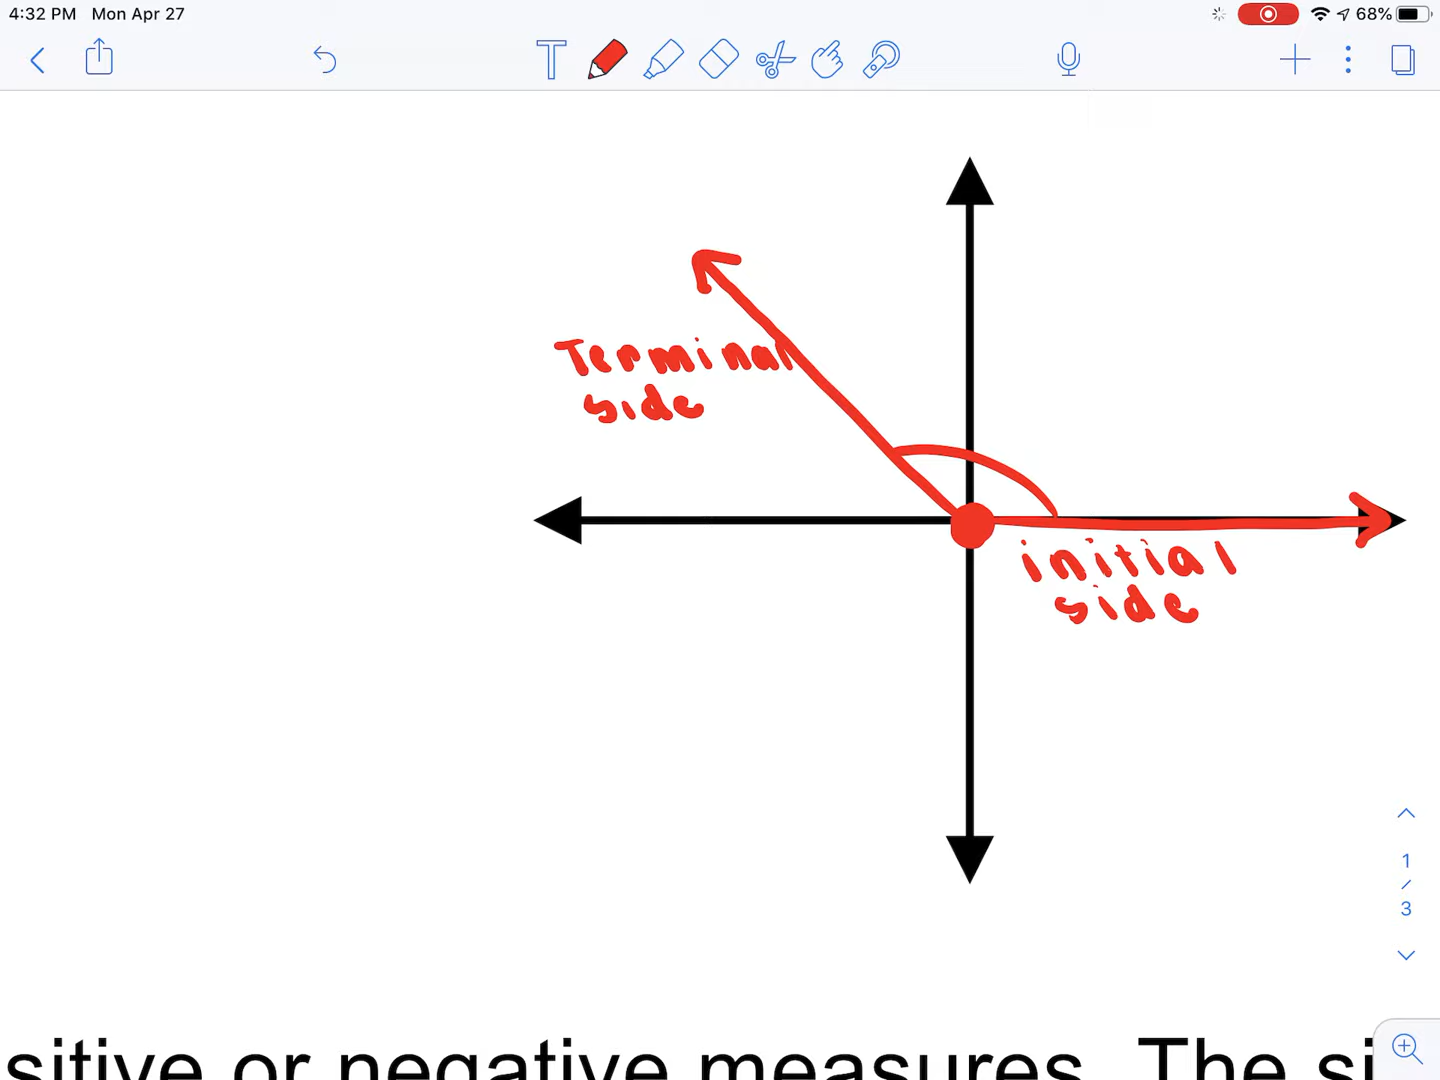 4:32 PM Mon Apr 27
68%
T
Terminal
side
initial
side
1
/
3
sitive or negative measures. The si